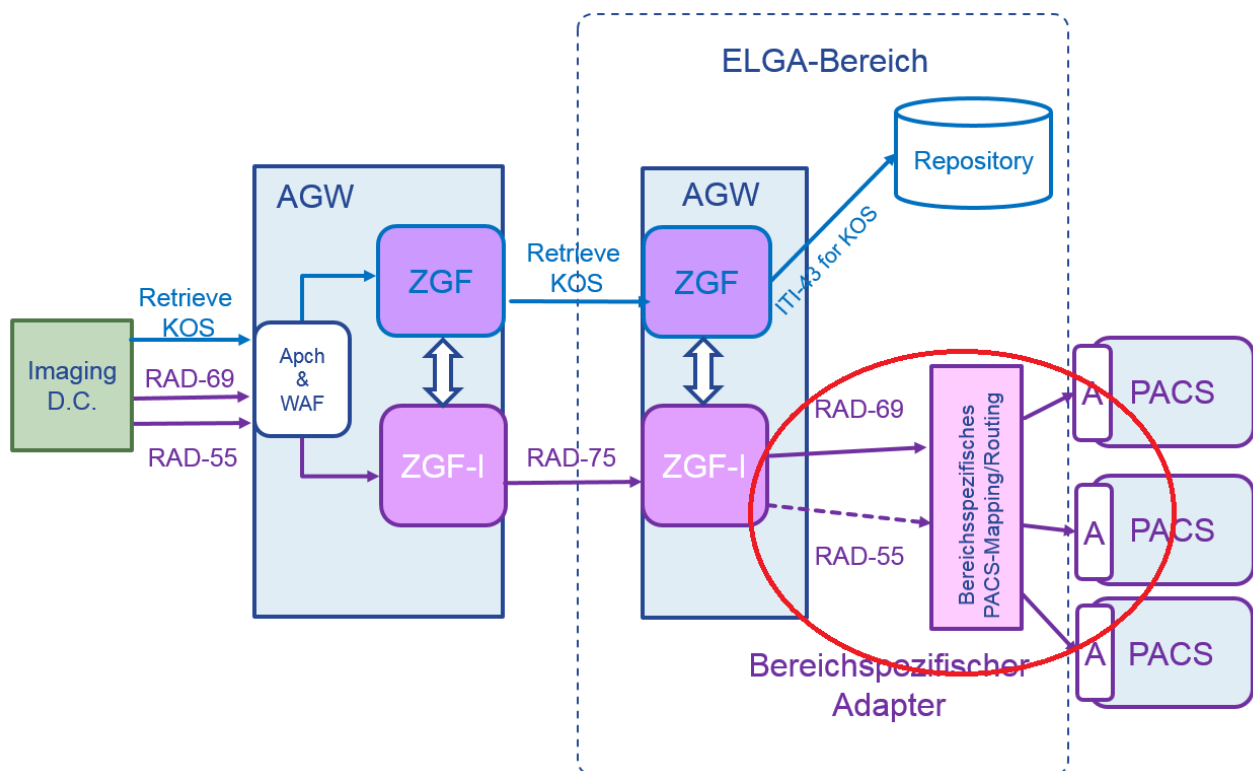 ELGA-Bereich
Repository
AGW
AGW
ZGF
Retrieve
KOS
ZGF
ITI-43 for KOS
Retrieve
KOS
Imaging
D.C.
RAD-69
RAD-55
Apch
&
WAF
ZGF-I
RAD-75
ZGF-I
RAD-69
RAD-55
Bereichsspezifisches
PACS-Mapping/Routing
A
PACS
A
PACS
A
PACS
Bereichspezifischer
Adapter